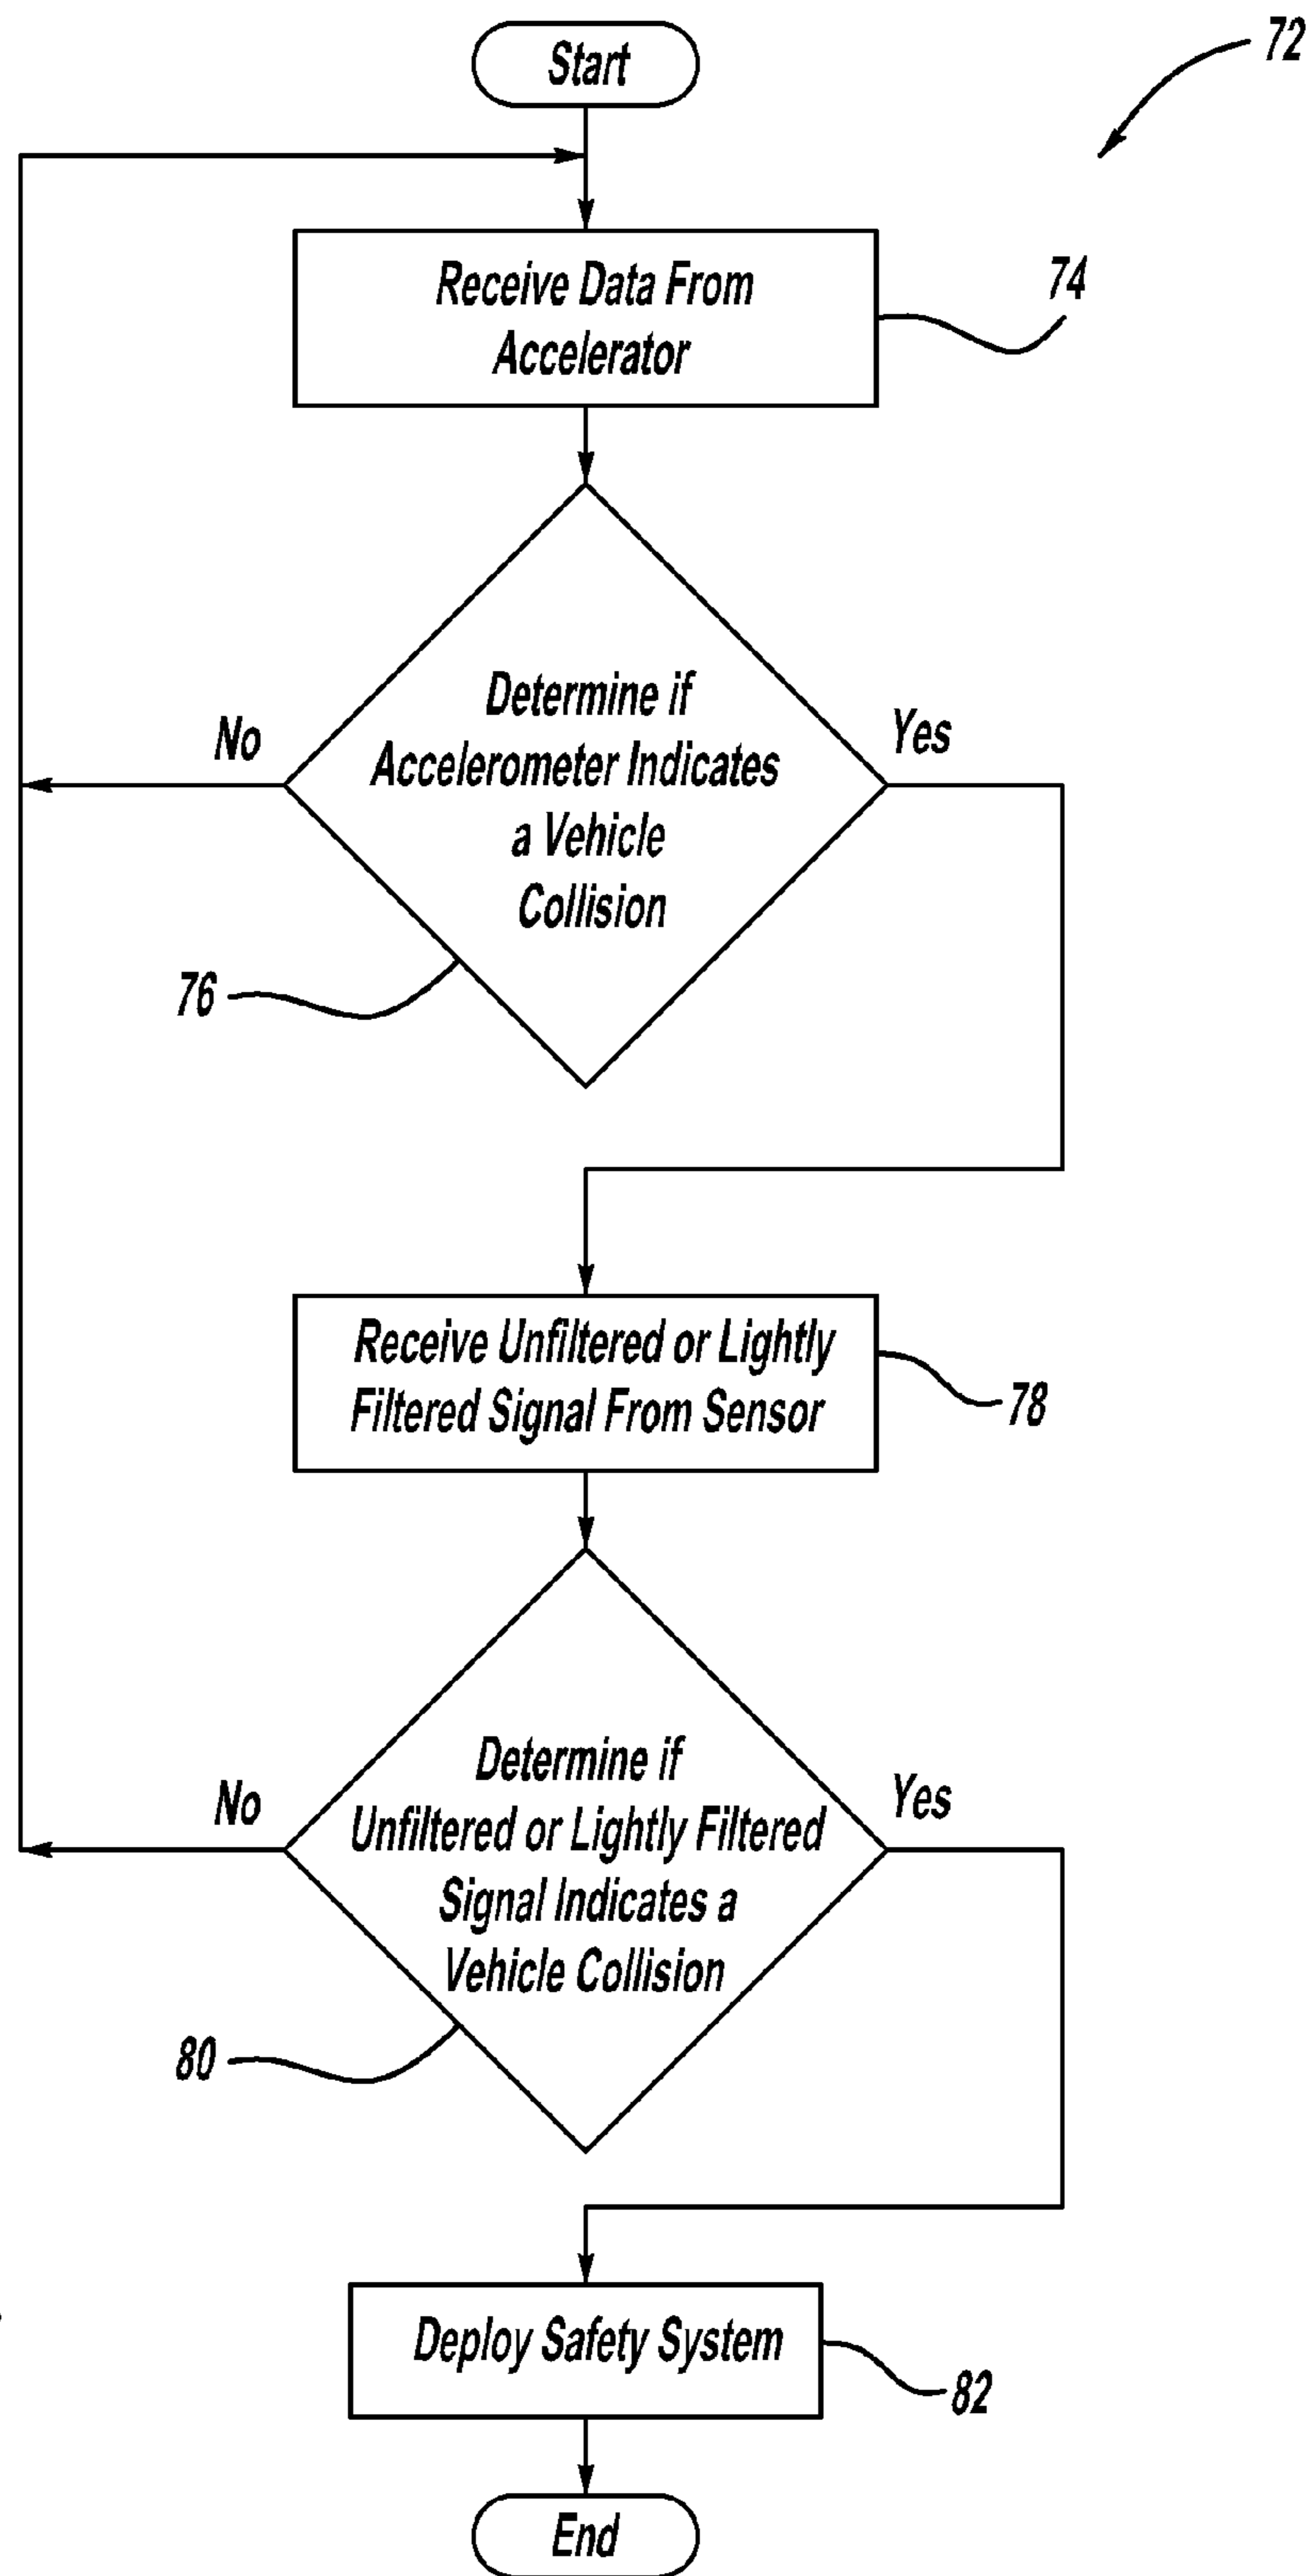 Start
72
Receive Data From
Accelerator
74
Determine if
Accelerometer Indicates
a Vehicle
Collision
No
Yes
76
Receive Unfiltered or Lightly
Filtered Signal From Sensor
78
Determine if
Unfiltered or Lightly Filtered
Signal Indicates a
Vehicle Collision
No
Yes
80
Deploy Safety System
82
End